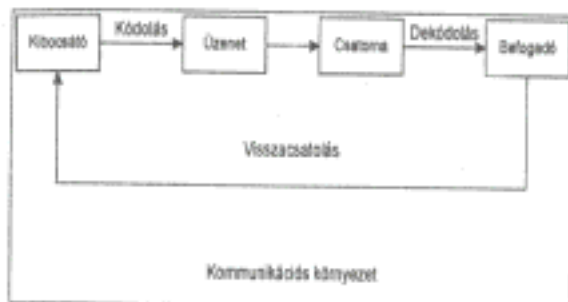 Kibocsátó
Kódolás
Üzenet
Csatorna
Dekódolás
Befogadó
Visszacsatolás
Kommunikációs környezet